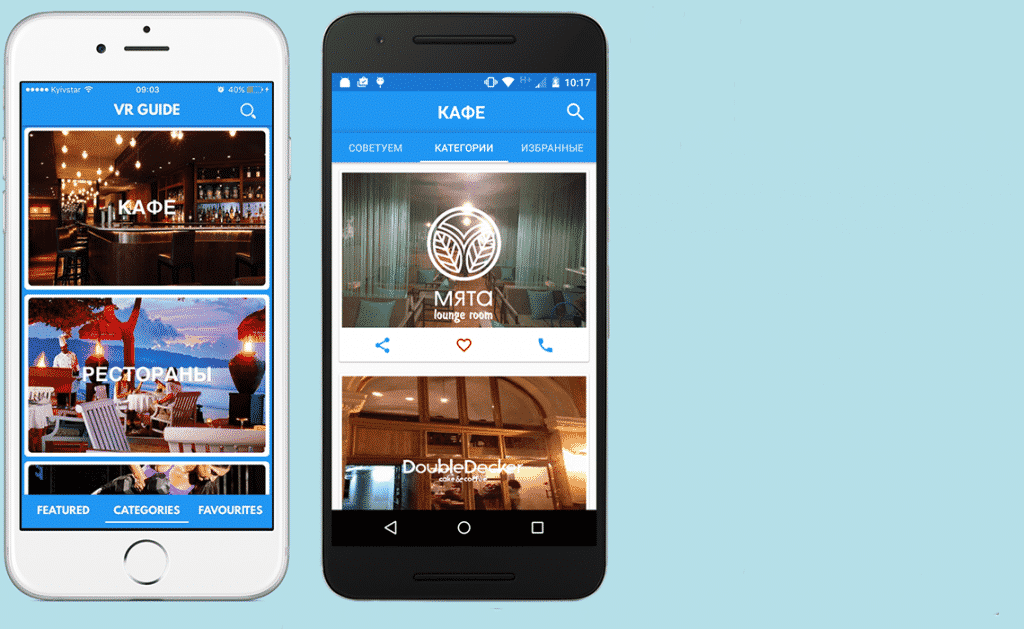 Kyivstar 09:03 40%
VR GUIDE
КАФЕ
РЕСТОРАНЫ
FEATURED CATEGORIES FAVOURITES
H+ 10:17
КАФЕ
СОВЕТУЕМ КАТЕГОРИИ ИЗБРАННЫЕ
МЯТА
lounge room
DoubleDecker
cake&coffee